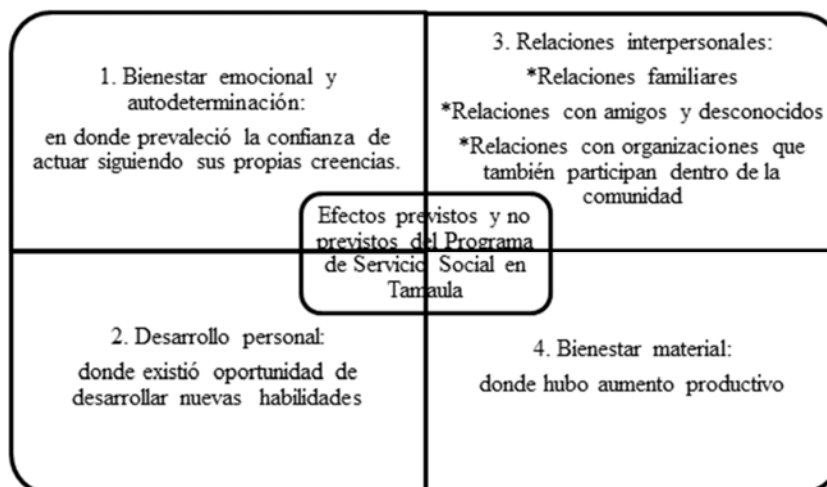 1. Bienestar emocional y
autodeterminación:
en donde prevaleció la confianza de
actuar siguiendo sus propias creencias.
3. Relaciones interpersonales:
*Relaciones familiares
*Relaciones con amigos y desconocidos
*Relaciones con organizaciones que
también participan dentro de la
comunidad
Efectos previstos y no
previstos del Programa
de Servicio Social en
Tamaula
2. Desarrollo personal:
donde existió oportunidad de
desarrollar nuevas habilidades
4. Bienestar material:
donde hubo aumento productivo